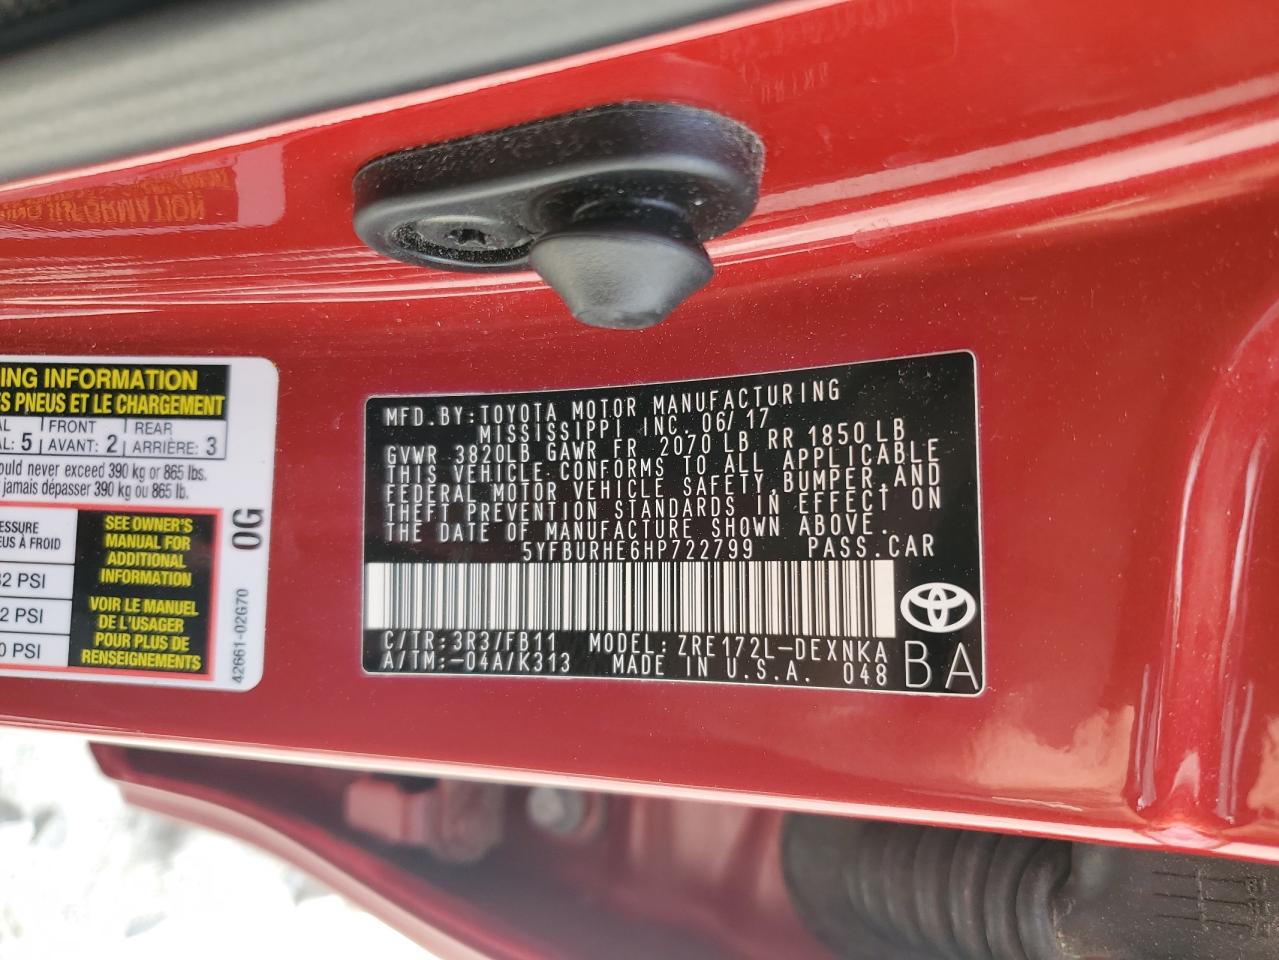 ING INFORMATION
S PNEUS ET LE CHARGEMENT
AL FRONT REAR
AL: 5 AVANT: 2 ARRIÈRE: 3
ould never exceed 390 kg or 865 lbs.
jamais dépasser 390 kg ou 865 lb.
ESSURE
EUS À FROID
2 PSI
2 PSI
0 PSI
SEE OWNER'S
MANUAL FOR
ADDITIONAL
INFORMATION
VOIR LE MANUEL
DE L'USAGER
POUR PLUS DE
RENSEIGNEMENTS
0G
42661-02G70
MFD.BY:TOYOTA MOTOR MANUFACTURING
MISSISSIPPI INC. 06/17
GVWR 3820LB GAWR FR 2070 LB RR 1850 LB
THIS VEHICLE CONFORMS TO ALL APPLICABLE
FEDERAL MOTOR VEHICLE SAFETY,BUMPER,AND
THEFT PREVENTION STANDARDS IN EFFECT ON
THE DATE OF MANUFACTURE SHOWN ABOVE.
5YFBURHE6HP722799 PASS.CAR
C/TR:3R3/FB11 MODEL:ZRE172L-DEXNKA
A/TM:-04A/K313 MADE IN U.S.A. 048
BA